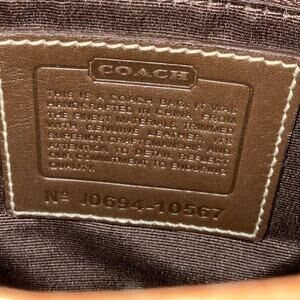 COACH
THIS IS A COACH BAG. IT WAS
HANDCRAFTED IN CHINA FROM
THE FINEST MATERIALS TRIMMED
WITH GENUINE LEATHER.
SUPERIOR CRAFTSMANSHIP AND
ATTENTION TO DETAIL REFLECT
OUR COMMITMENT TO ENDURING
QUALITY.
Nº J0694-10567